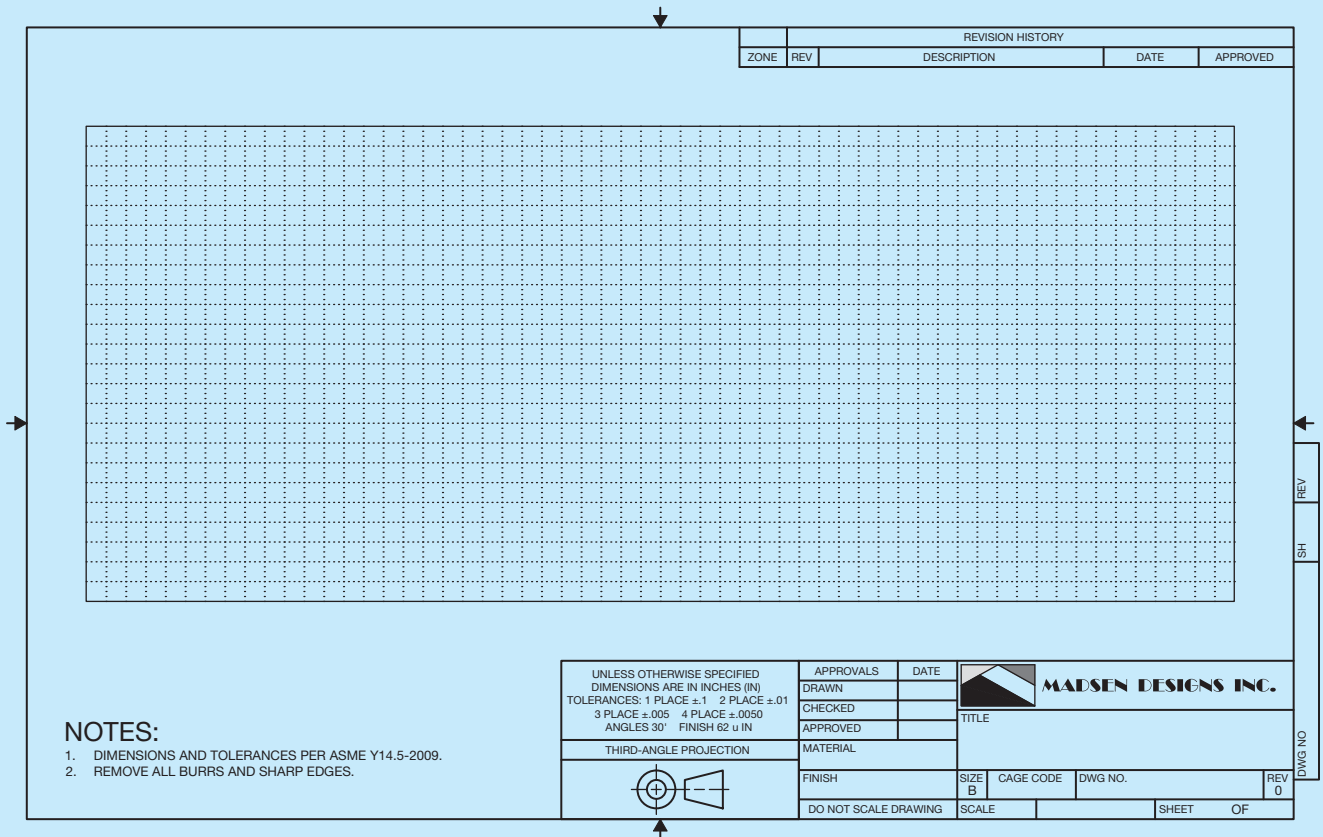 REVISION HISTORY
ZONE REV DESCRIPTION DATE APPROVED
REV
SH
DWG NO
NOTES:
1. DIMENSIONS AND TOLERANCES PER ASME Y14.5-2009.
2. REMOVE ALL BURRS AND SHARP EDGES.
UNLESS OTHERWISE SPECIFIED
DIMENSIONS ARE IN INCHES (IN)
TOLERANCES: 1 PLACE ±.1 2 PLACE ±.01
3 PLACE ±.005 4 PLACE ±.0050
ANGLES 30' FINISH 62 u IN
THIRD-ANGLE PROJECTION
APPROVALS DATE
DRAWN
CHECKED
APPROVED
MATERIAL
FINISH
DO NOT SCALE DRAWING
MADSEN DESIGNS INC.
TITLE
SIZE CAGE CODE DWG NO. REV
B 0
SCALE SHEET OF